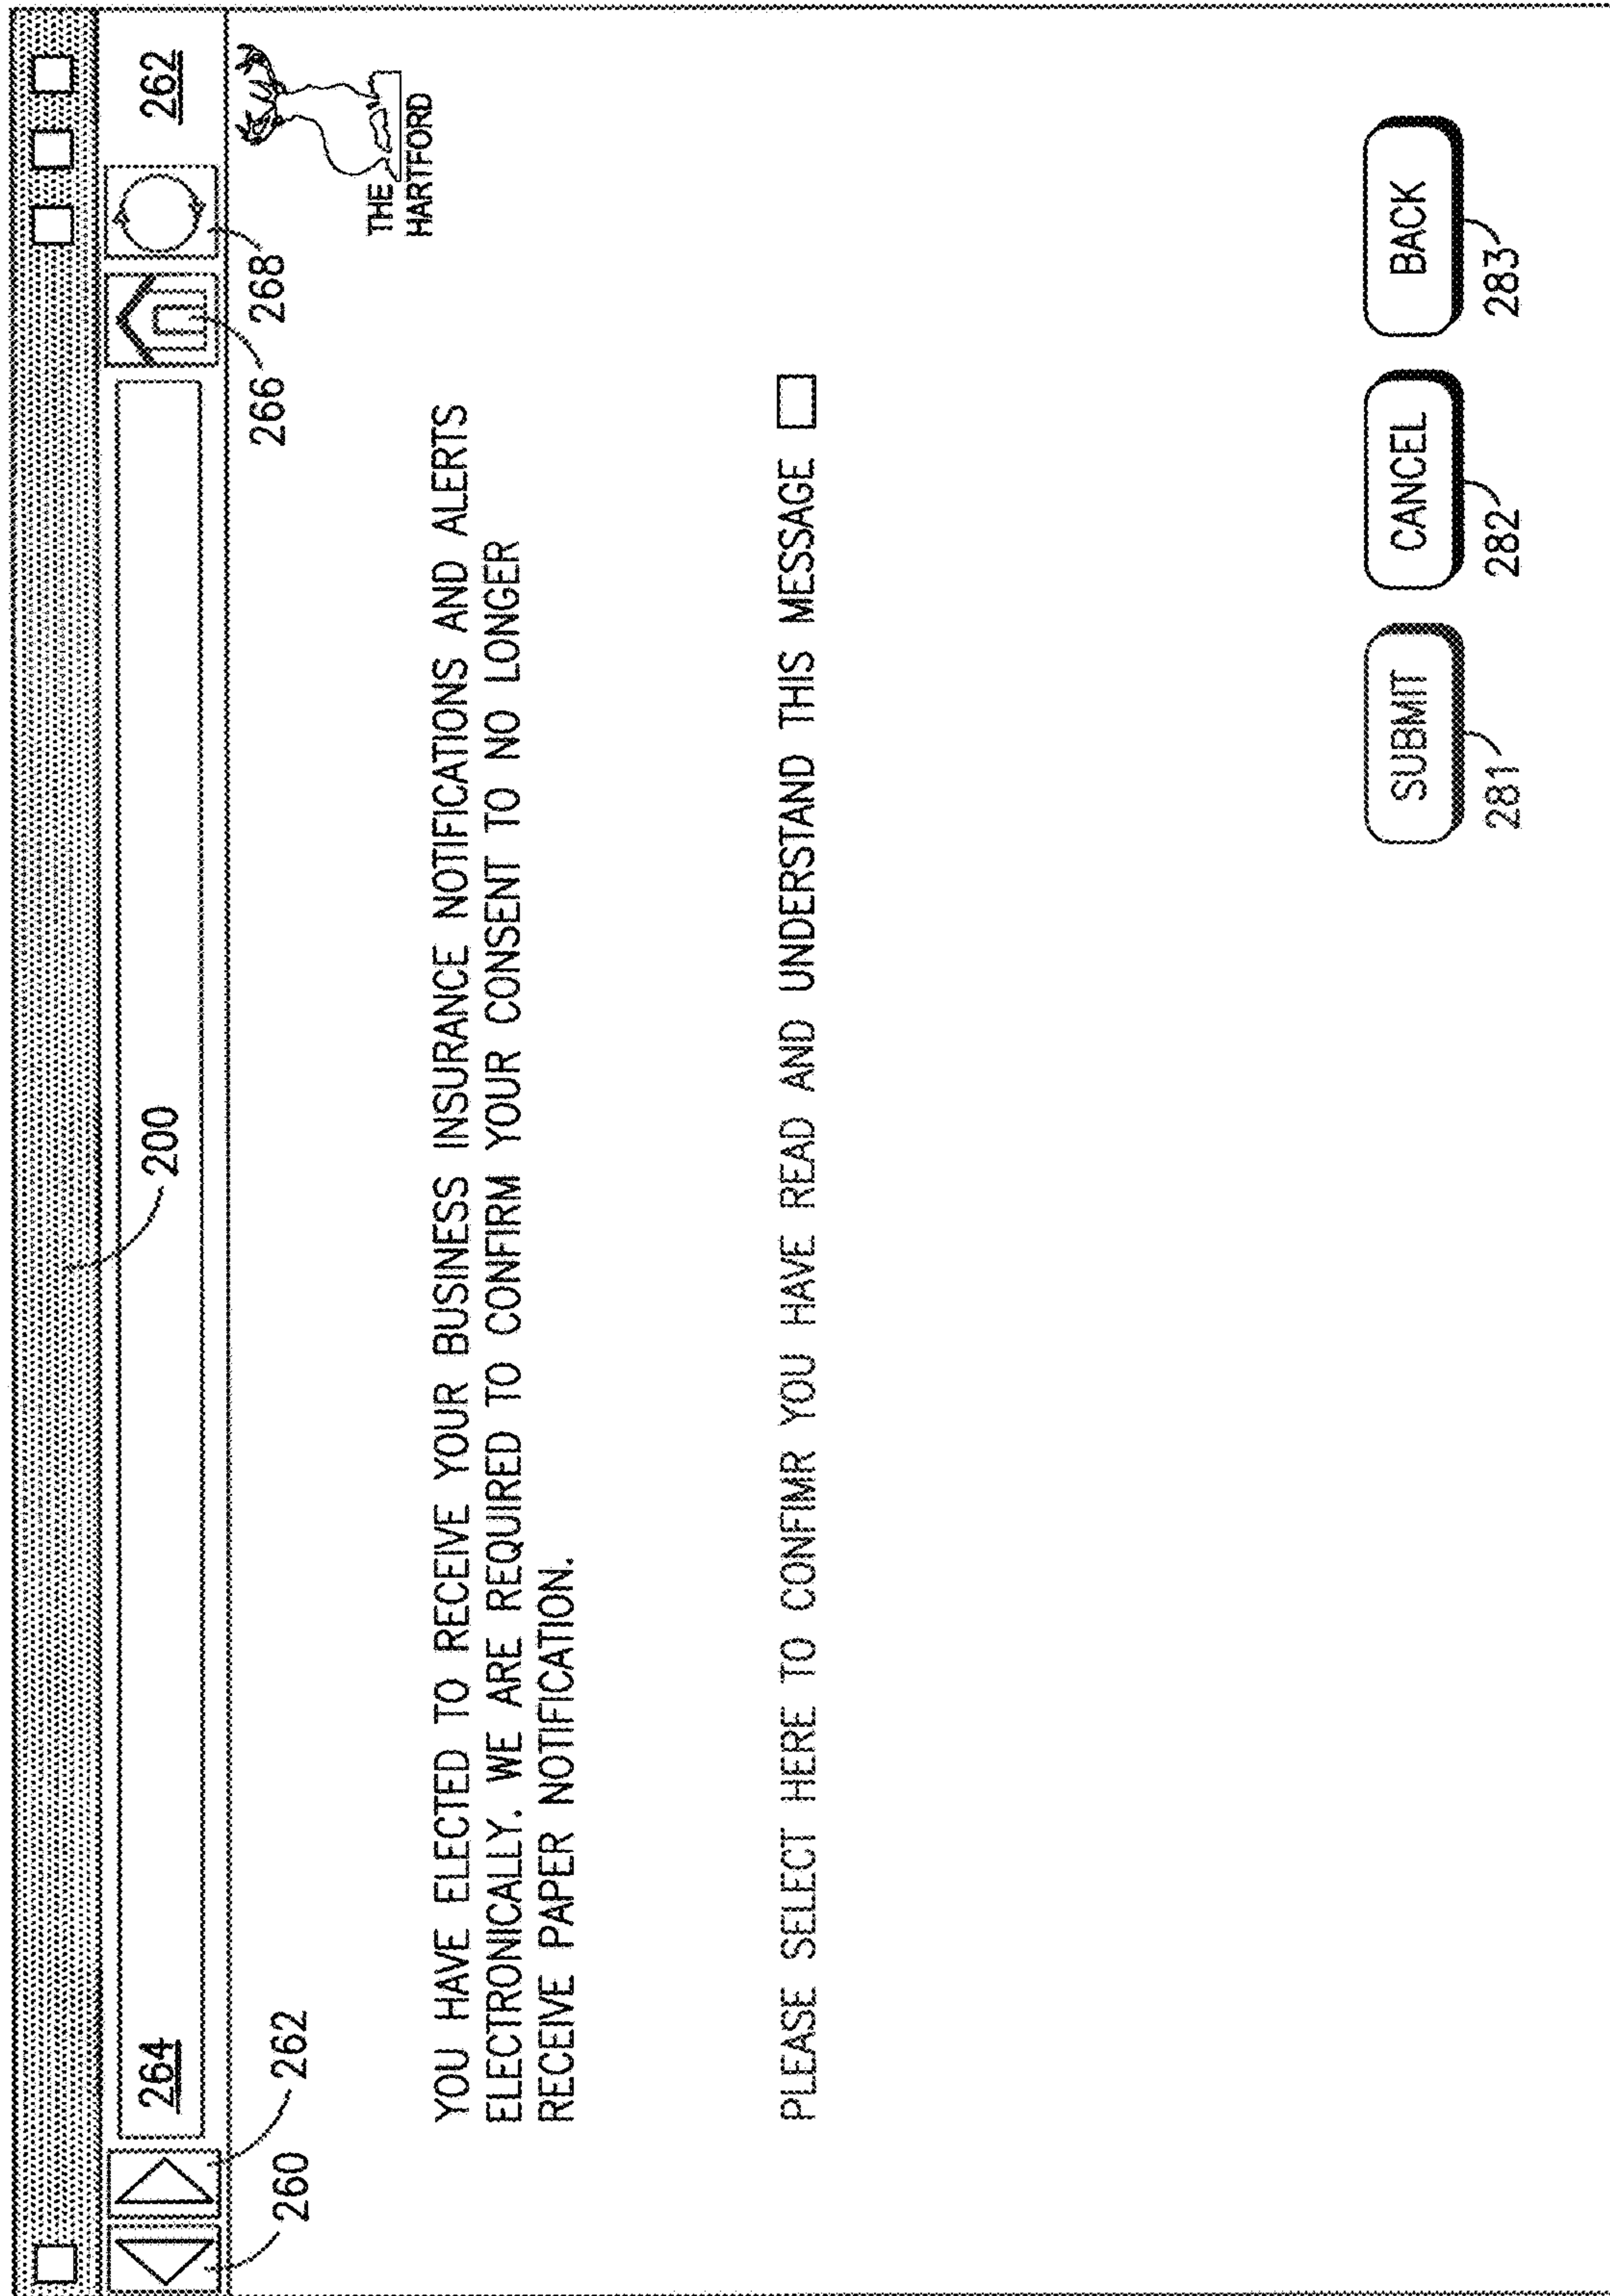 200
264
262
260
262
266
268
THE
HARTFORD
YOU HAVE ELECTED TO RECEIVE YOUR BUSINESS INSURANCE NOTIFICATIONS AND ALERTS
ELECTRONICALLY. WE ARE REQUIRED TO CONFIRM YOUR CONSENT TO NO LONGER
RECEIVE PAPER NOTIFICATION.
PLEASE SELECT HERE TO CONFIMR YOU HAVE READ AND UNDERSTAND THIS MESSAGE
SUBMIT
CANCEL
BACK
281
282
283